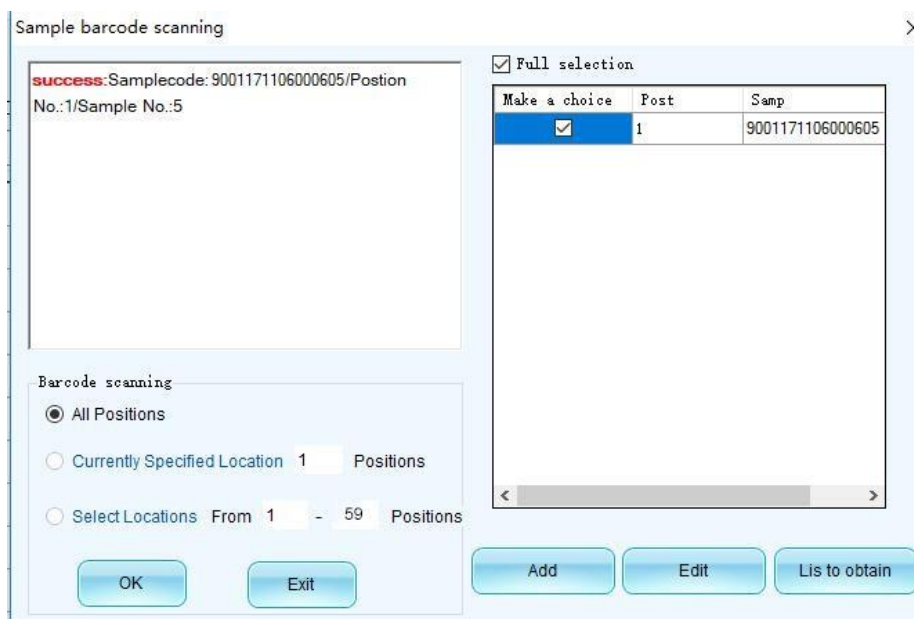 Sample barcode scanning
success:Samplecode: 9001171106000605/Postion
No.:1/Sample No.:5
Full selection
Make a choice Post Samp
1 9001171106000605
Barcode scanning
All Positions
Currently Specified Location 1 Positions
Select Locations From 1 - 59 Positions
OK Exit
Add Edit Lis to obtain